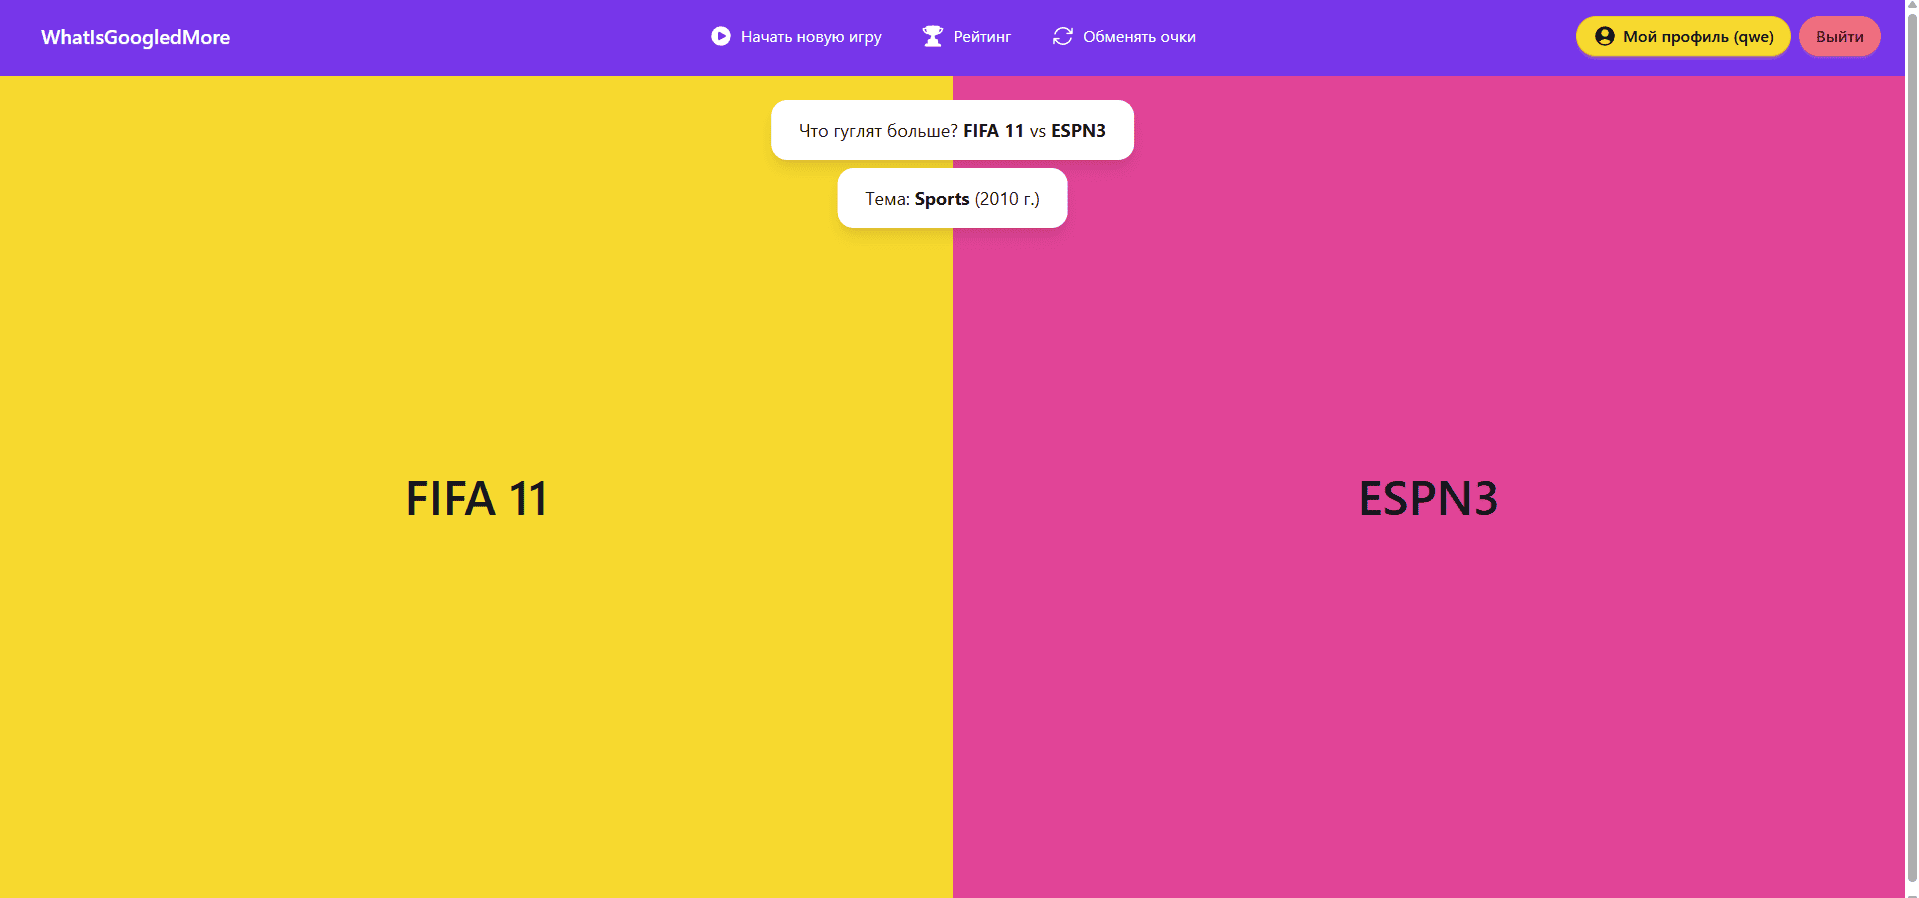 WhatIsGoogledMore
Начать новую игру
Рейтинг
Обменять очки
Мой профиль (qwe)
Выйти
Что гуглят больше? FIFA 11 vs ESPN3
Тема: Sports (2010 г.)
FIFA 11
ESPN3